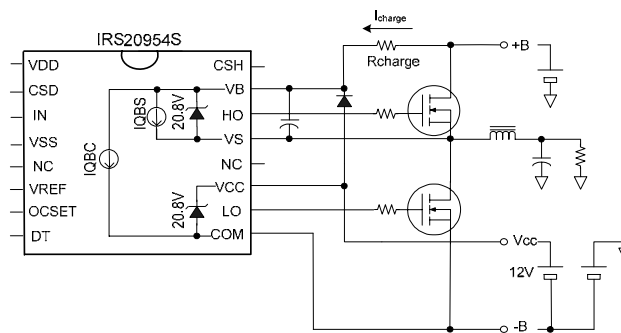 IRS20954S
Icharge
Rcharge
+B
VDD
CSD
IN
VSS
NC
VREF
OCSET
DT
IQBC
IQBS
20.8V
20.8V
CSH
VB
HO
VS
NC
VCC
LO
COM
Vcc
12V
-B